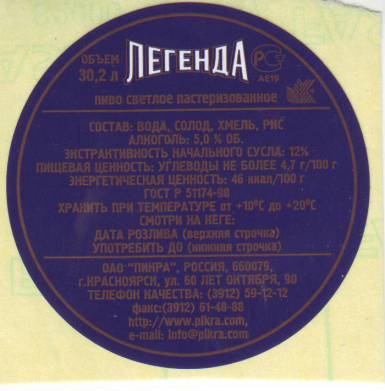 ОБЪЕМ
30,2 л
ЛЕГЕНДА
РС
АЕ19
пиво светлое пастеризованное
СОСТАВ: ВОДА, СОЛОД, ХМЕЛЬ, РИС
АЛКОГОЛЬ: 5,0 % ОБ.
ЭКСТРАКТИВНОСТЬ НАЧАЛЬНОГО СУСЛА: 12%
ПИЩЕВАЯ ЦЕННОСТЬ: УГЛЕВОДЫ НЕ БОЛЕЕ 4,7 г/100 г
ЭНЕРГЕТИЧЕСКАЯ ЦЕННОСТЬ: 46 ккал/100 г
ГОСТ Р 51174-98
ХРАНИТЬ ПРИ ТЕМПЕРАТУРЕ от +10°С до +20°С
СМОТРИ НА КЕГЕ:
ДАТА РОЗЛИВА (верхняя строчка)
УПОТРЕБИТЬ ДО (нижняя строчка)
ОАО "ПИКРА", РОССИЯ, 660079,
г.КРАСНОЯРСК, ул. 60 ЛЕТ ОКТЯБРЯ, 90
ТЕЛЕФОН КАЧЕСТВА: (3912) 59-12-12
факс:(3912) 61-48-88
http://www.pikra.com,
e-mail: info@pikra.com